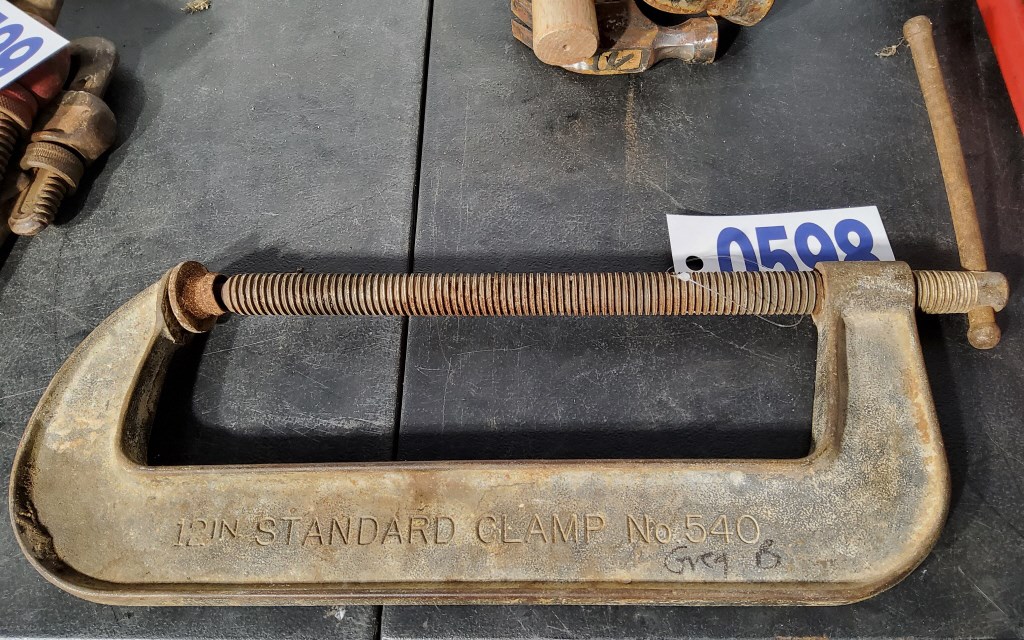 0598
12IN STANDARD CLAMP No. 540
Greg B